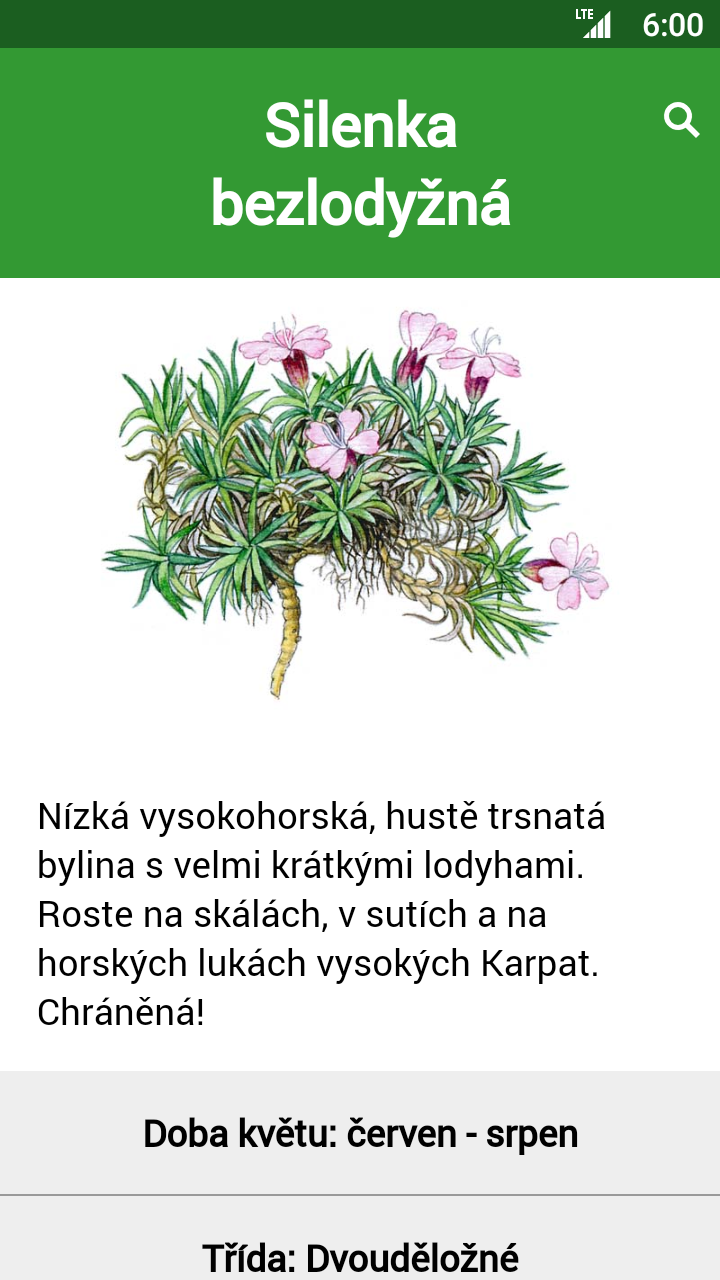 LTE 6:00
Silenka
bezlodyžná
Nízká vysokohorská, hustě trsnatá
bylina s velmi krátkými lodyhami.
Roste na skálách, v sutích a na
horských lukách vysokých Karpat.
Chráněná!
Doba květu: červen - srpen
Třída: Dvouděložné